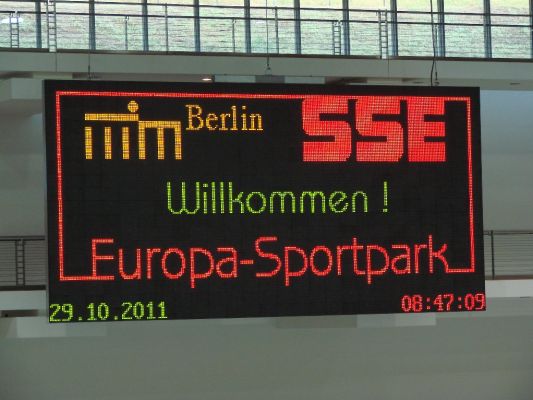 Berlin SSE
Willkommen !
Europa-Sportpark
29.10.2011 08:47:09